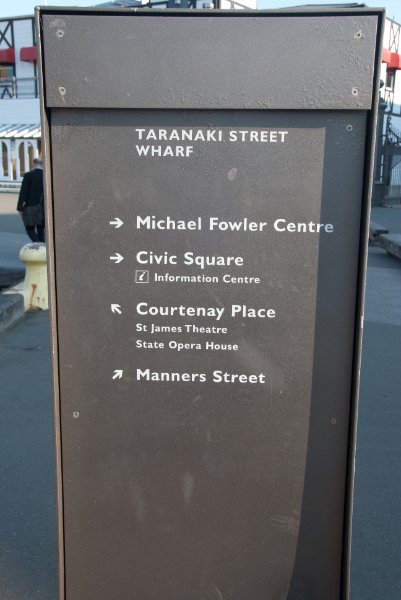 TARANAKI STREET
WHARF
→ Michael Fowler Centre
→ Civic Square
i Information Centre
↖ Courtenay Place
St James Theatre
State Opera House
↗ Manners Street